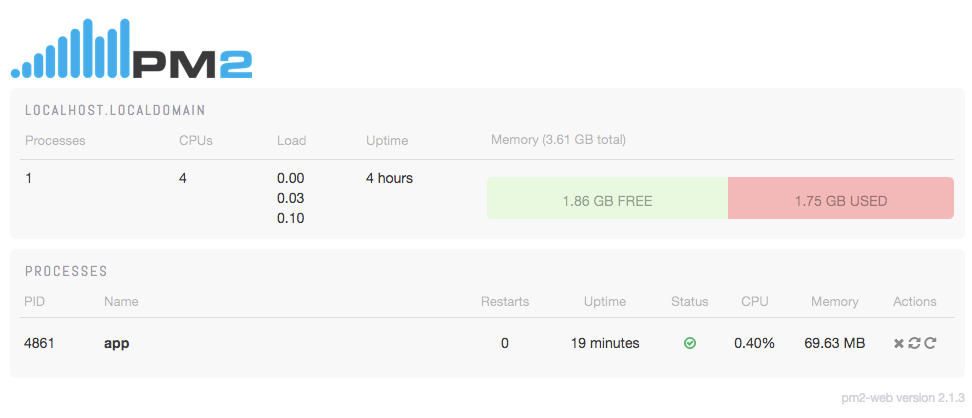 PM2
LOCALHOST.LOCALDOMAIN
Processes CPUs Load Uptime Memory (3.61 GB total)
1 4 0.00 4 hours
0.03 1.86 GB FREE 1.75 GB USED
0.10
PROCESSES
PID Name Restarts Uptime Status CPU Memory Actions
4861 app 0 19 minutes 0.40% 69.63 MB
pm2-web version 2.1.3